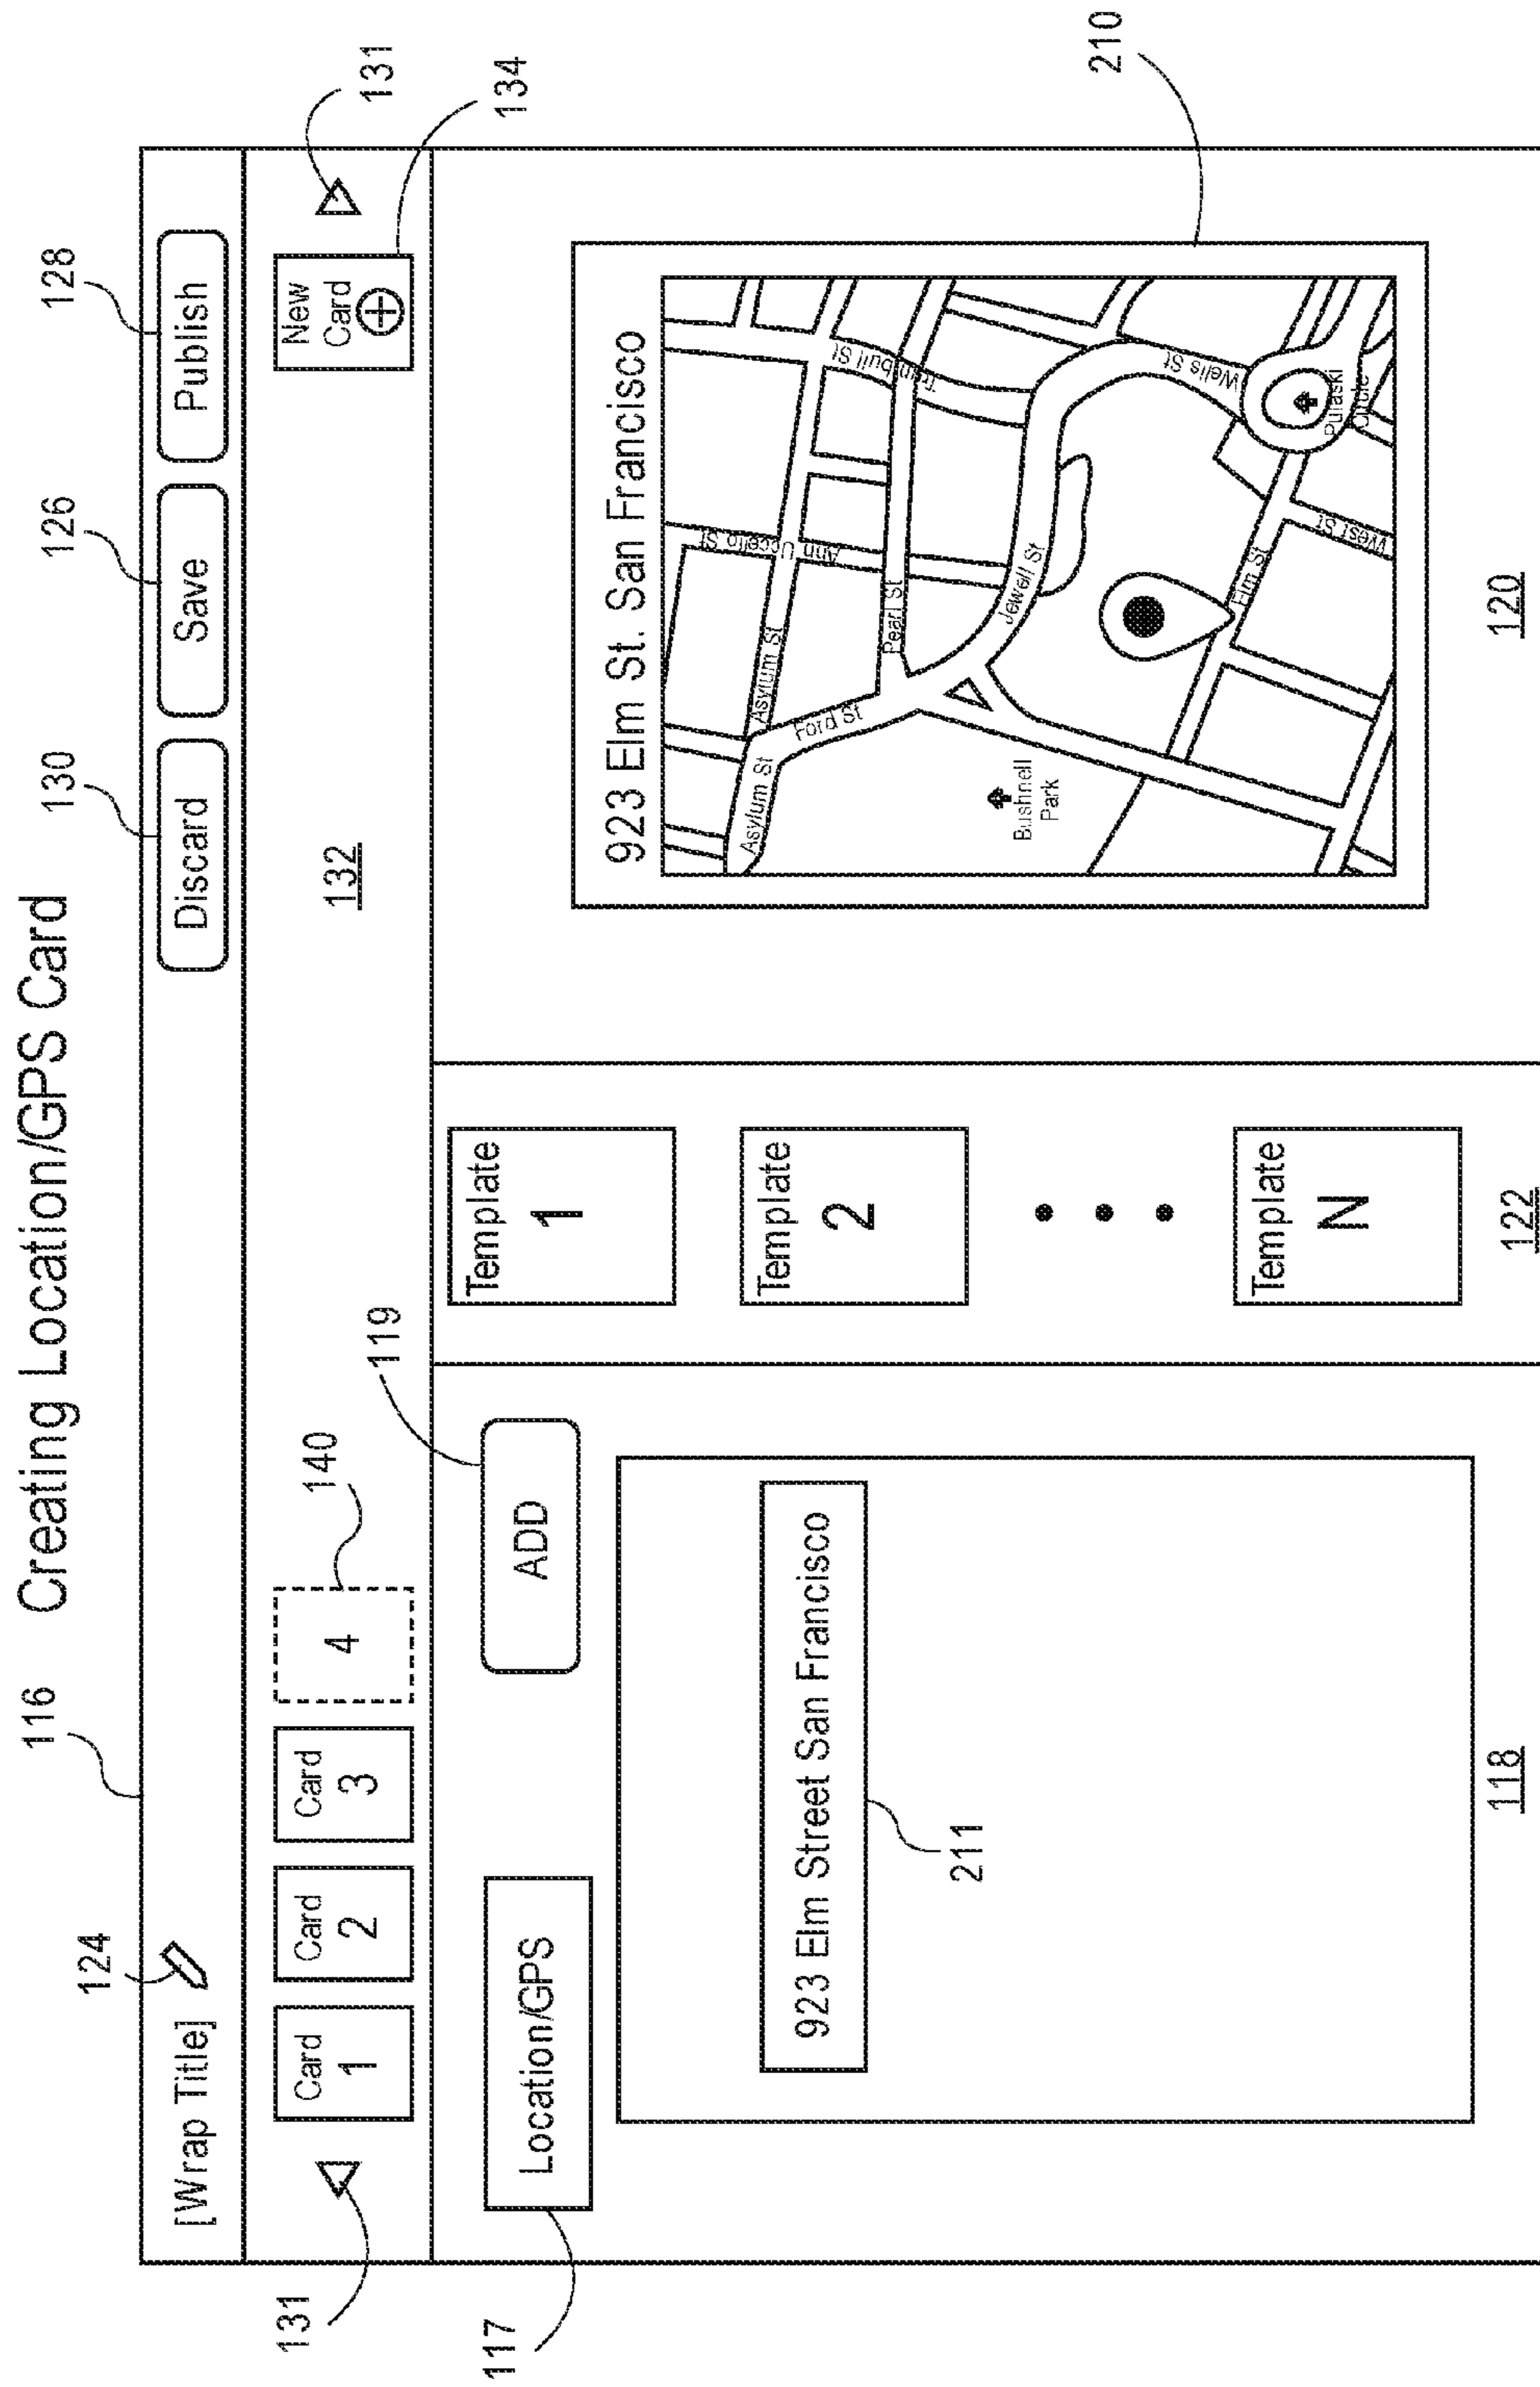 Creating Location/GPS Card
116
124
130
126
128
[Wrap Title]
Discard
Save
Publish
131
Card
1
Card
2
Card
3
4
140
132
New
Card
131
134
117
Location/GPS
ADD
119
923 Elm Street San Francisco
211
118
Template
1
Template
2
Template
N
122
923 Elm St. San Francisco
Asylum St
Asylum St
Ford St
Ann Uccello St
Trumbull St
Pearl St
Jewell St
Wells St
Bushnell
Park
Elm St
West St
Pulaski
Circle
210
120